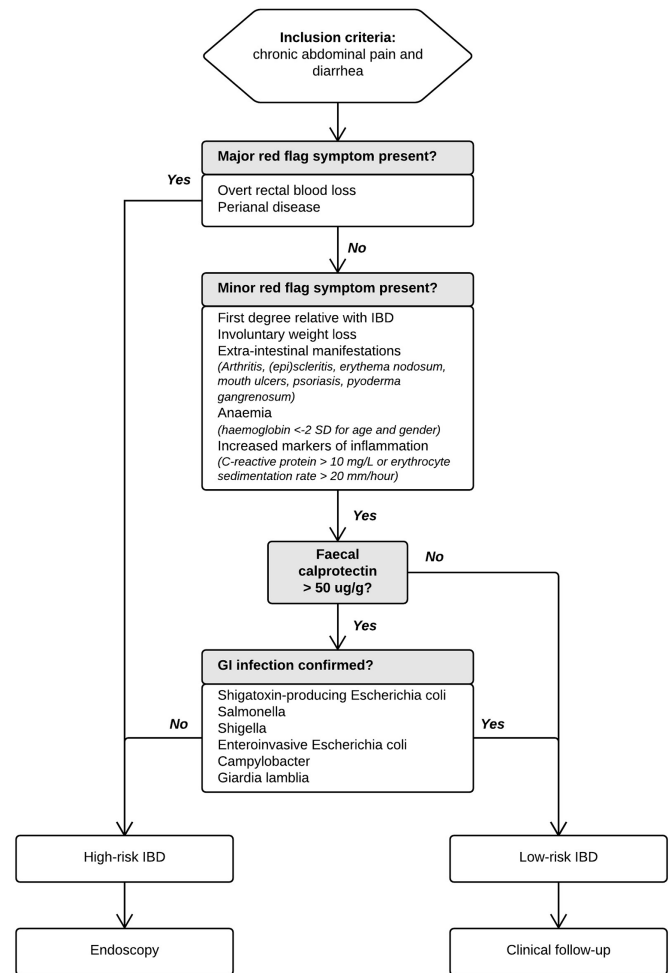 Inclusion criteria:
chronic abdominal pain and
diarrhea
Major red flag symptom present?
Yes
Overt rectal blood loss
Perianal disease
No
Minor red flag symptom present?
First degree relative with IBD
Involuntary weight loss
Extra-intestinal manifestations
(Arthritis, (epi)scleritis, erythema nodosum,
mouth ulcers, psoriasis, pyoderma
gangrenosum)
Anaemia
(haemoglobin <-2 SD for age and gender)
Increased markers of inflammation
(C-reactive protein > 10 mg/L or erythrocyte
sedimentation rate > 20 mm/hour)
Yes
Faecal
calprotectin
> 50 ug/g?
No
Yes
GI infection confirmed?
Shigatoxin-producing Escherichia coli
Salmonella
Shigella
Enteroinvasive Escherichia coli
Campylobacter
Giardia lamblia
No
Yes
High-risk IBD
Low-risk IBD
Endoscopy
Clinical follow-up